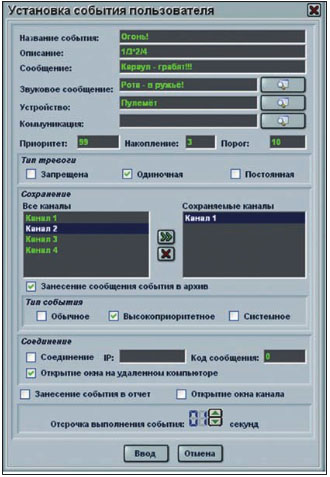 Установка события пользователя
Название события: Огонь!
Описание: 1/3*2/4
Сообщение: Караул - грабят!!!
Звуковое сообщение: Рота - в ружьё!
Устройство: Пулемёт
Коммуникация:
Приоритет: 99 Накопление: 3 Порог: 10
Тип тревоги
Запрещена Одиночная Постоянная
Сохранение
Все каналы Сохраняемые каналы
Канал 1 Канал 1
Канал 2
Канал 3
Канал 4
Занесение сообщения события в архив
Тип события
Обычное Высокоприоритетное Системное
Соединение
Соединение IP: Код сообщения: 0
Открытие окна на удаленном компьюторе
Занесение события в отчет Открытие окна канала
Отсрочка выполнения события: 01 секунд
Ввод Отмена